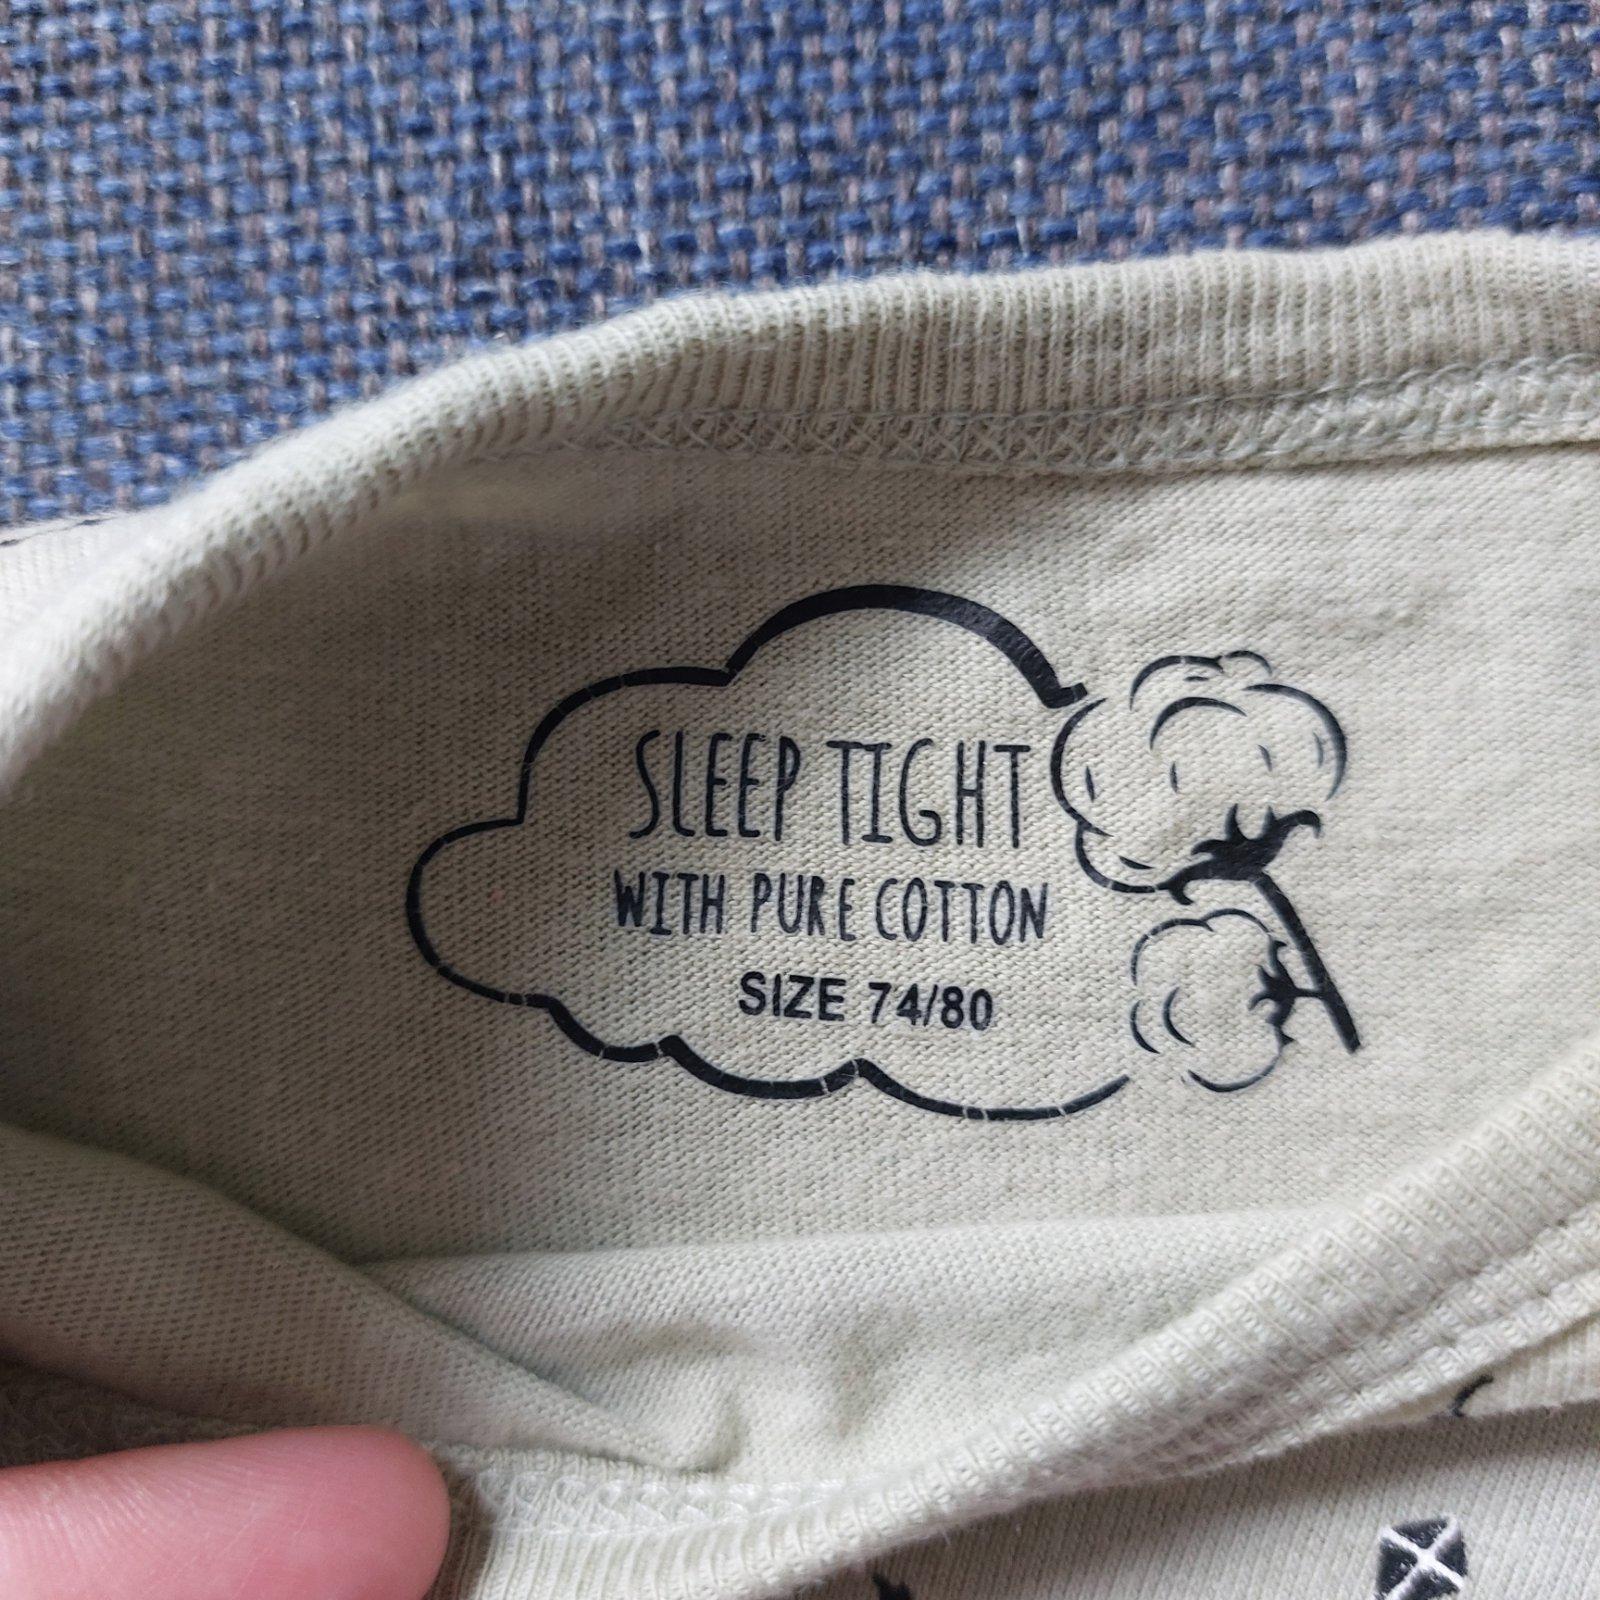 SLEEP TIGHT
WITH PURE COTTON
SIZE 74/80